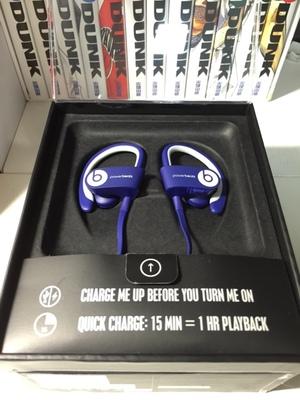 DUNK DUNK DUNK DUNK DUNK DUNK DUNK DUNK
b powerbeats
b powerbeats
CHARGE ME UP BEFORE YOU TURN ME ON
QUICK CHARGE: 15 MIN = 1 HR PLAYBACK